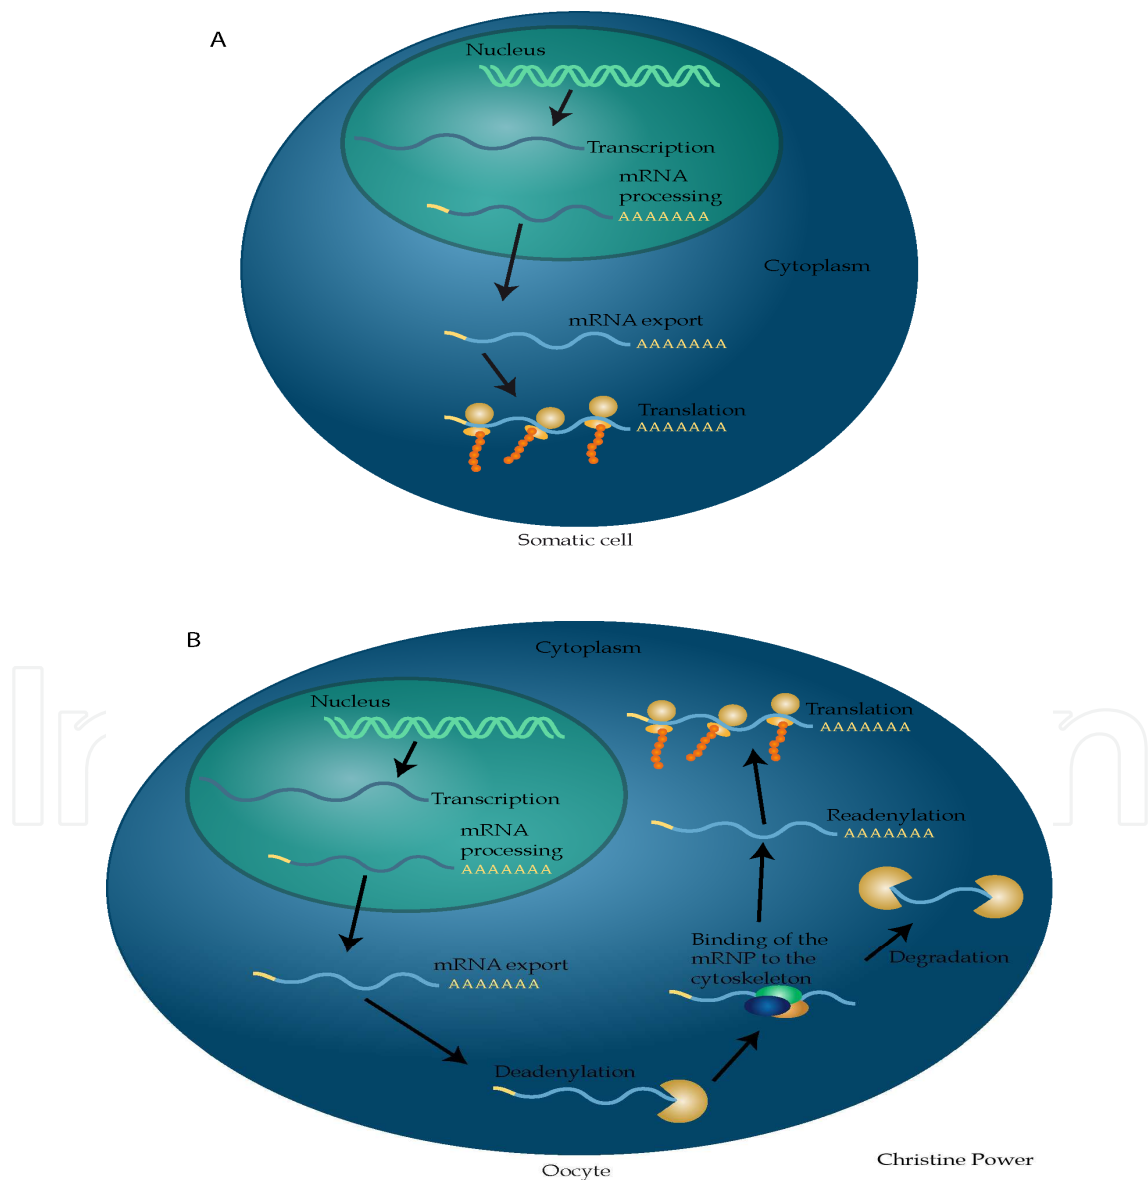 A
Nucleus
Transcription
mRNA
processing
AAAAAAA
Cytoplasm
mRNA export
AAAAAAA
Translation
AAAAAAA
Somatic cell
B
Cytoplasm
Nucleus
Transcription
mRNA
processing
AAAAAAA
mRNA export
AAAAAAA
Deadenylation
Binding of the
mRNP to the
cytoskeleton
Degradation
Readenylation
AAAAAAA
Translation
AAAAAAA
Oocyte
Christine Power